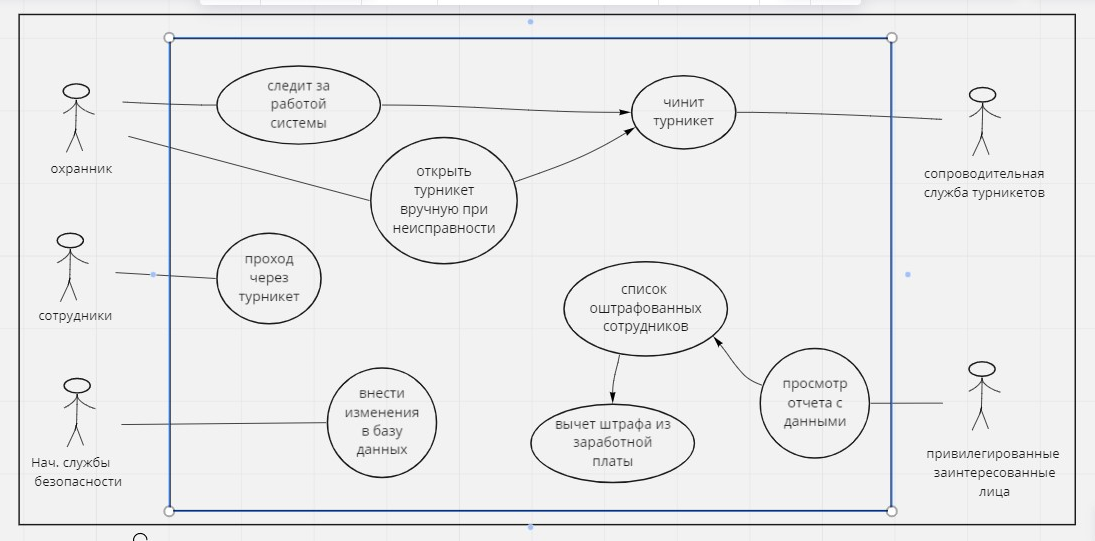 следит за
работой
системы
чинит
турникет
охранник
открыть
турникет
вручную при
неисправности
сопроводительная
служба турникетов
проход
через
турникет
сотрудники
список
оштрафованных
сотрудников
внести
изменения
в базу
данных
вычет штрафа из
заработной
платы
просмотр
отчета с
данными
Нач. службы
безопасности
привилегированные
заинтересованные
лица